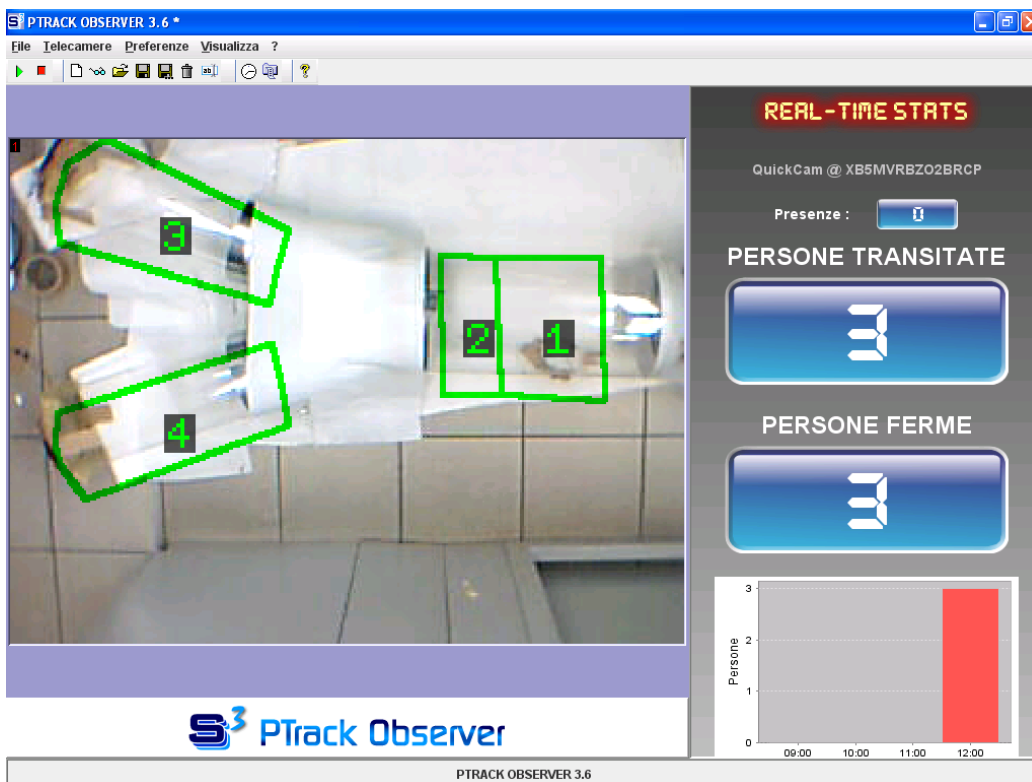 PTRACK OBSERVER 3.6 *
File Telecamere Preferenze Visualizza ?
1
3
2 1
4
REAL-TIME STATS
QuickCam @ XB5MVRBZO2BRCP
Presenze : 0
PERSONE TRANSITATE
3
PERSONE FERME
3
3
2
1
0
Persone
09:00 10:00 11:00 12:00
S3 PTrack Observer
PTRACK OBSERVER 3.6